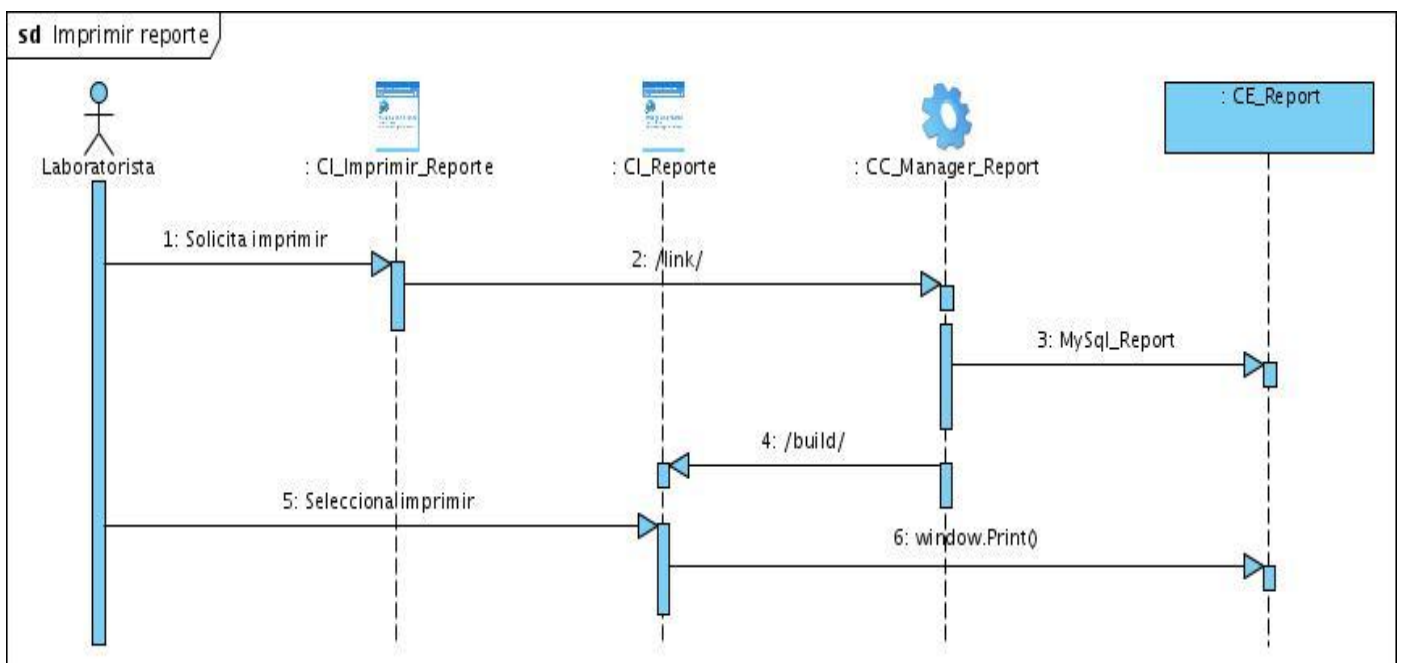 sd Imprimir reporte
Laboratorista
: CI_Imprimir_Reporte
: CI_Reporte
: CC_Manager_Report
: CE_Report
1: Solicita imprimir
2: /link/
3: MySql_Report
4: /build/
5: Selecciona imprimir
6: window.Print()